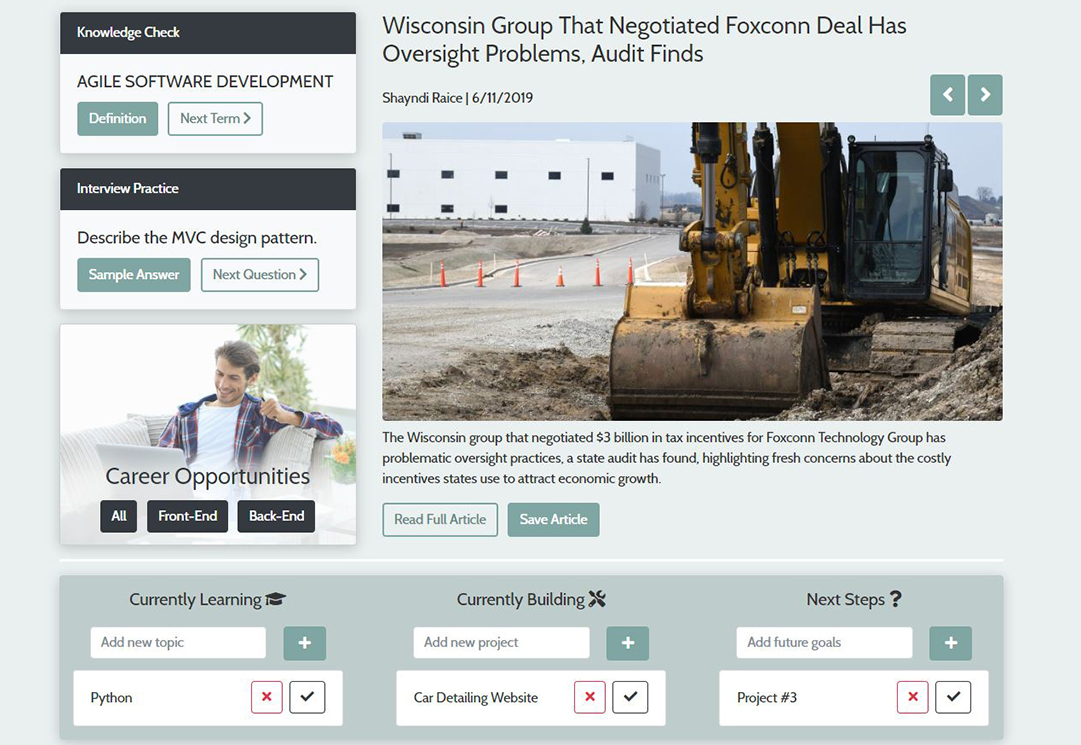 Knowledge Check
AGILE SOFTWARE DEVELOPMENT
Definition
Next Term
Interview Practice
Describe the MVC design pattern.
Sample Answer
Next Question
Career Opportunities
All
Front-End
Back-End
Wisconsin Group That Negotiated Foxconn Deal Has
Oversight Problems, Audit Finds
Shayndi Raice | 6/11/2019
The Wisconsin group that negotiated $3 billion in tax incentives for Foxconn Technology Group has
problematic oversight practices, a state audit has found, highlighting fresh concerns about the costly
incentives states use to attract economic growth.
Read Full Article
Save Article
Currently Learning
Add new topic
Python
Currently Building
Add new project
Car Detailing Website
Next Steps
Add future goals
Project #3